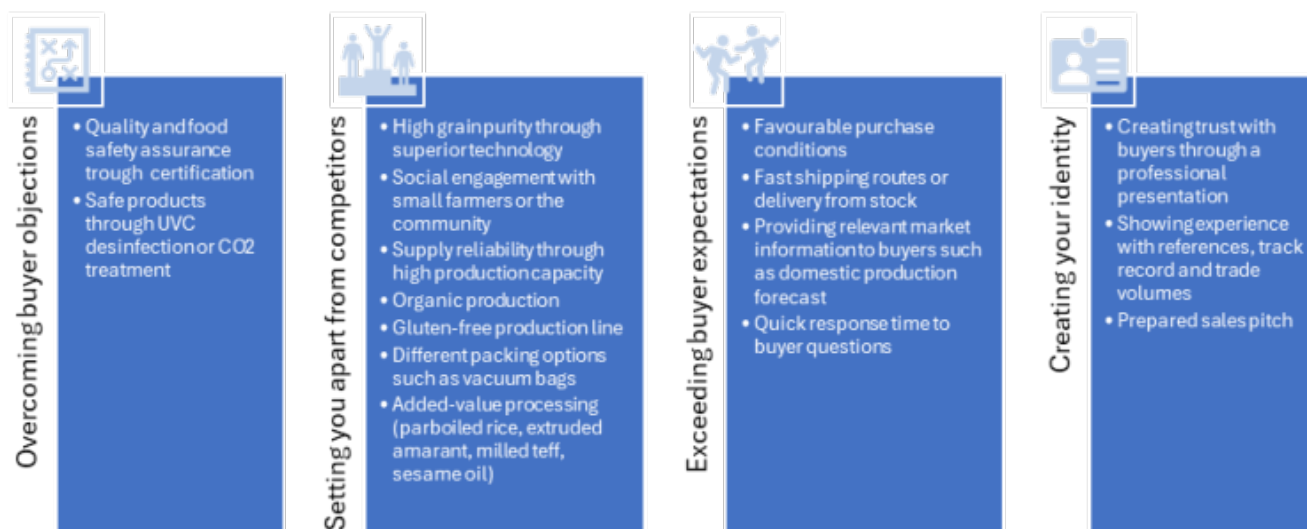 Overcoming buyer objections
• Quality and food
safety assurance
trough certification
• Safe products
through UVC
desinfection or CO2
treatment
Setting you apart from competitors
• High grain purity through
superior technology
• Social engagement with
small farmers or the
community
• Supply reliability through
high production capacity
• Organic production
• Gluten-free production line
• Different packing options
such as vacuum bags
• Added-value processing
(parboiled rice, extruded
amarant, milled teff,
sesame oil)
Exceeding buyer expectations
• Favourable purchase
conditions
• Fast shipping routes or
delivery from stock
• Providing relevant market
information to buyers such
as domestic production
forecast
• Quick response time to
buyer questions
Creating your identity
• Creating trust with
buyers through a
professional
presentation
• Showing experience
with references, track
record and trade
volumes
• Prepared sales pitch